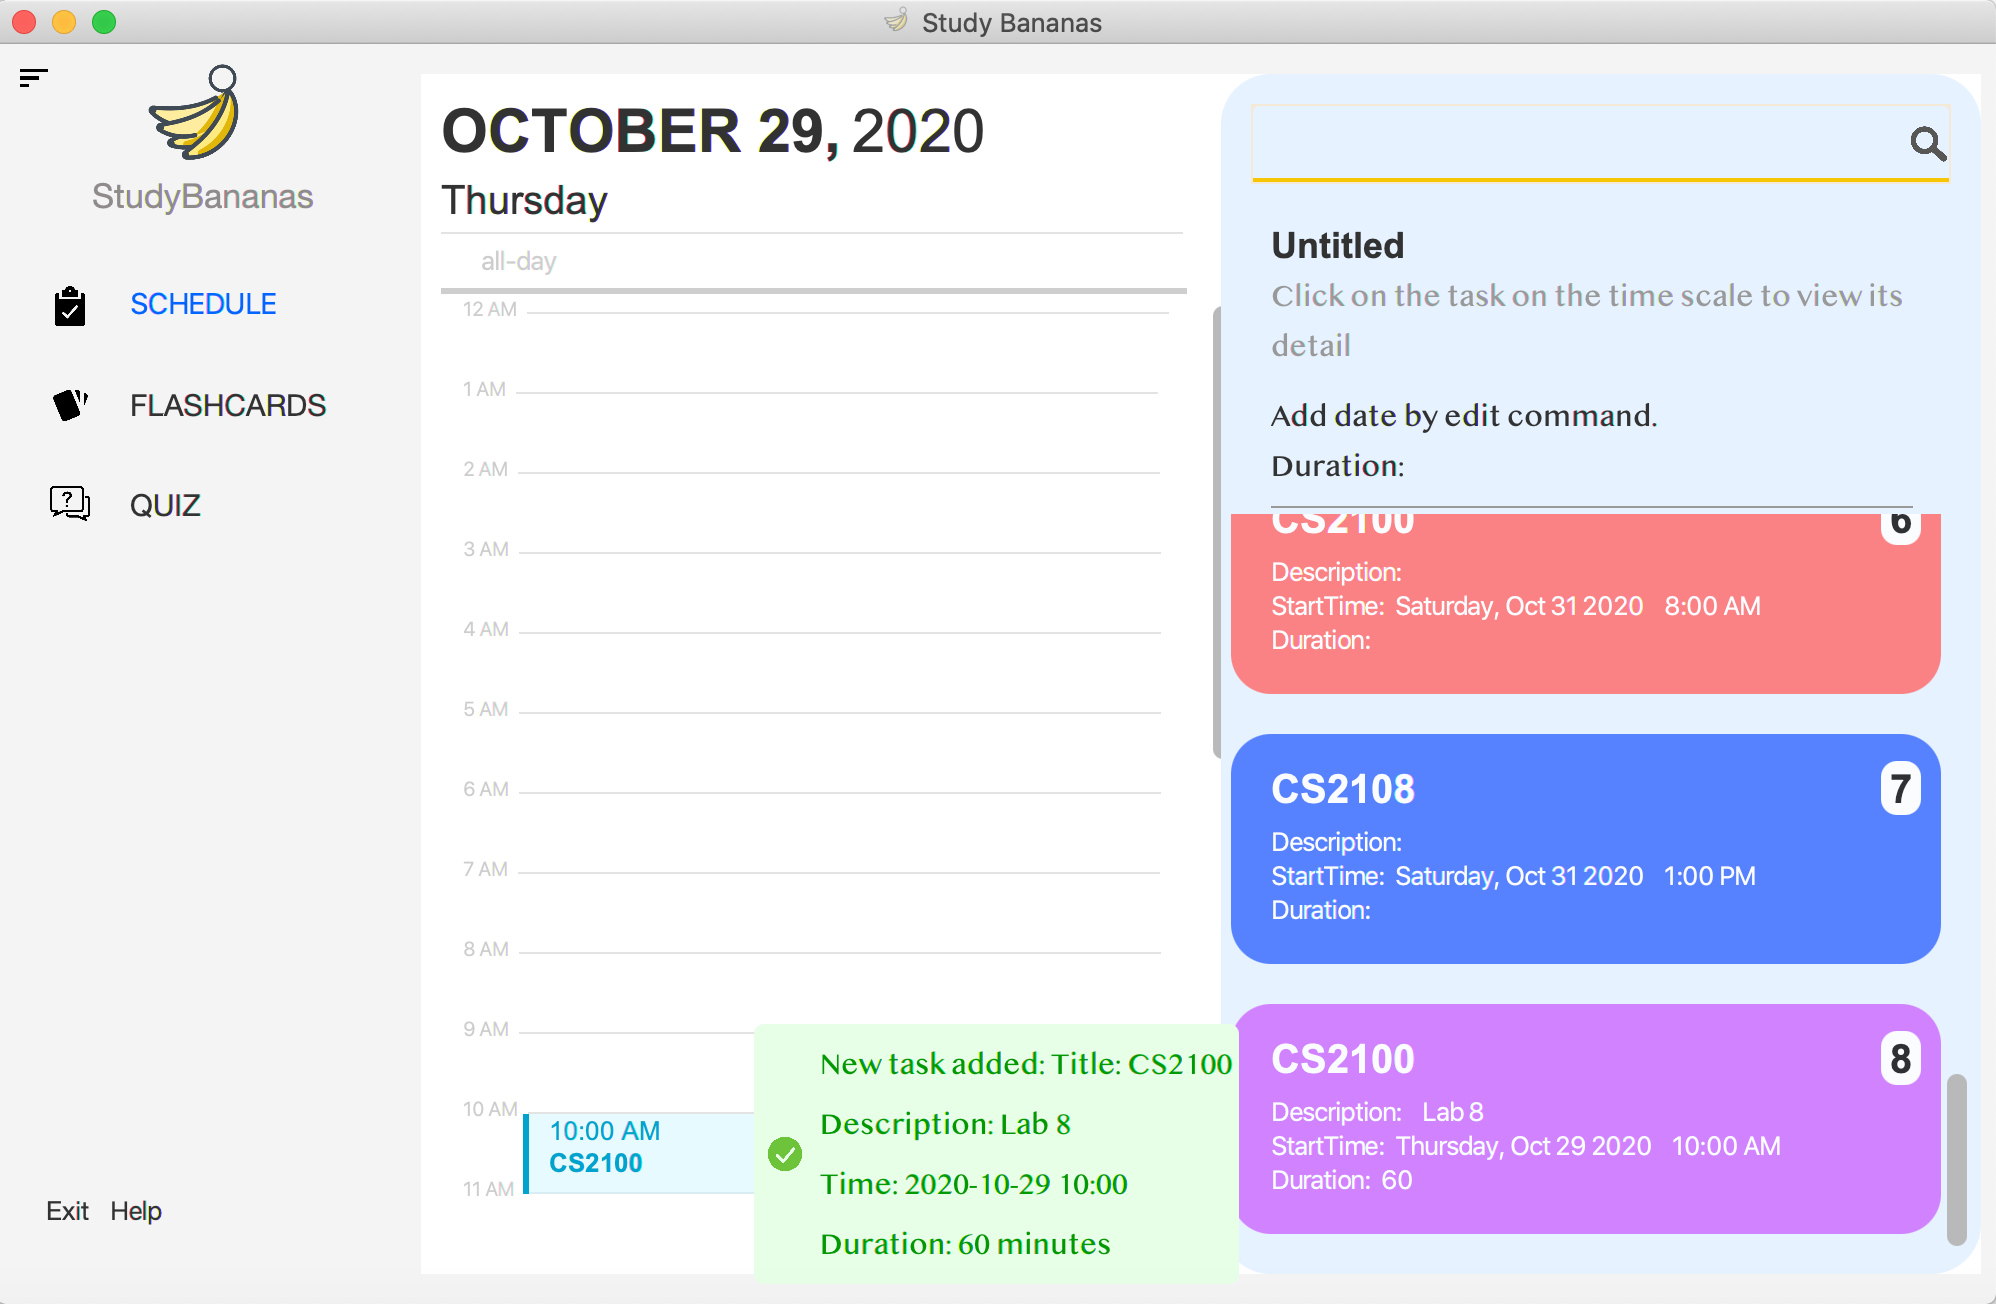 Study Bananas
StudyBananas
SCHEDULE
FLASHCARDS
QUIZ
Exit Help
OCTOBER 29, 2020
Thursday
all-day
12 AM
1 AM
2 AM
3 AM
4 AM
5 AM
6 AM
7 AM
8 AM
9 AM
10 AM
10:00 AM
CS2100
11 AM
New task added: Title: CS2100
Description: Lab 8
Time: 2020-10-29 10:00
Duration: 60 minutes
Untitled
Click on the task on the time scale to view its
detail
Add date by edit command.
Duration:
CS2100 6
Description:
StartTime: Saturday, Oct 31 2020 8:00 AM
Duration:
CS2108 7
Description:
StartTime: Saturday, Oct 31 2020 1:00 PM
Duration:
CS2100 8
Description: Lab 8
StartTime: Thursday, Oct 29 2020 10:00 AM
Duration: 60